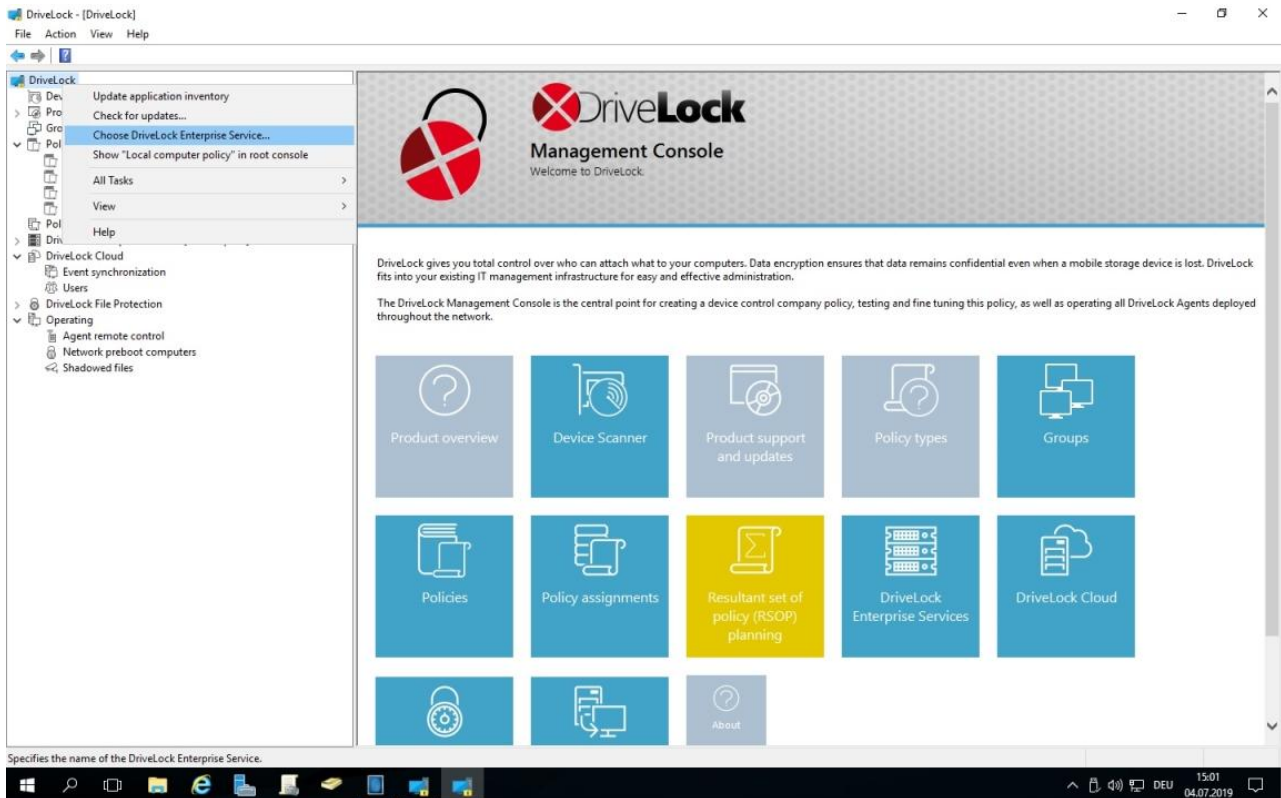 DriveLock - [DriveLock]
File Action View Help
DriveLock
Dev
Pro
Gro
Pol
Pol
Driv
DriveLock Cloud
Event synchronization
Users
DriveLock File Protection
Operating
Agent remote control
Network preboot computers
Shadowed files
Update application inventory
Check for updates...
Choose DriveLock Enterprise Service...
Show "Local computer policy" in root console
All Tasks
View
Help
DriveLock
Management Console
Welcome to DriveLock.
DriveLock gives you total control over who can attach what to your computers. Data encryption ensures that data remains confidential even when a mobile storage device is lost. DriveLock
fits into your existing IT management infrastructure for easy and effective administration.
The DriveLock Management Console is the central point for creating a device control company policy, testing and fine tuning this policy, as well as operating all DriveLock Agents deployed
throughout the network.
Product overview
Device Scanner
Product support
and updates
Policy types
Groups
Policies
Policy assignments
Resultant set of
policy (RSOP)
planning
DriveLock
Enterprise Services
DriveLock Cloud
About
Specifies the name of the DriveLock Enterprise Service.
DEU
15:01
04.07.2019